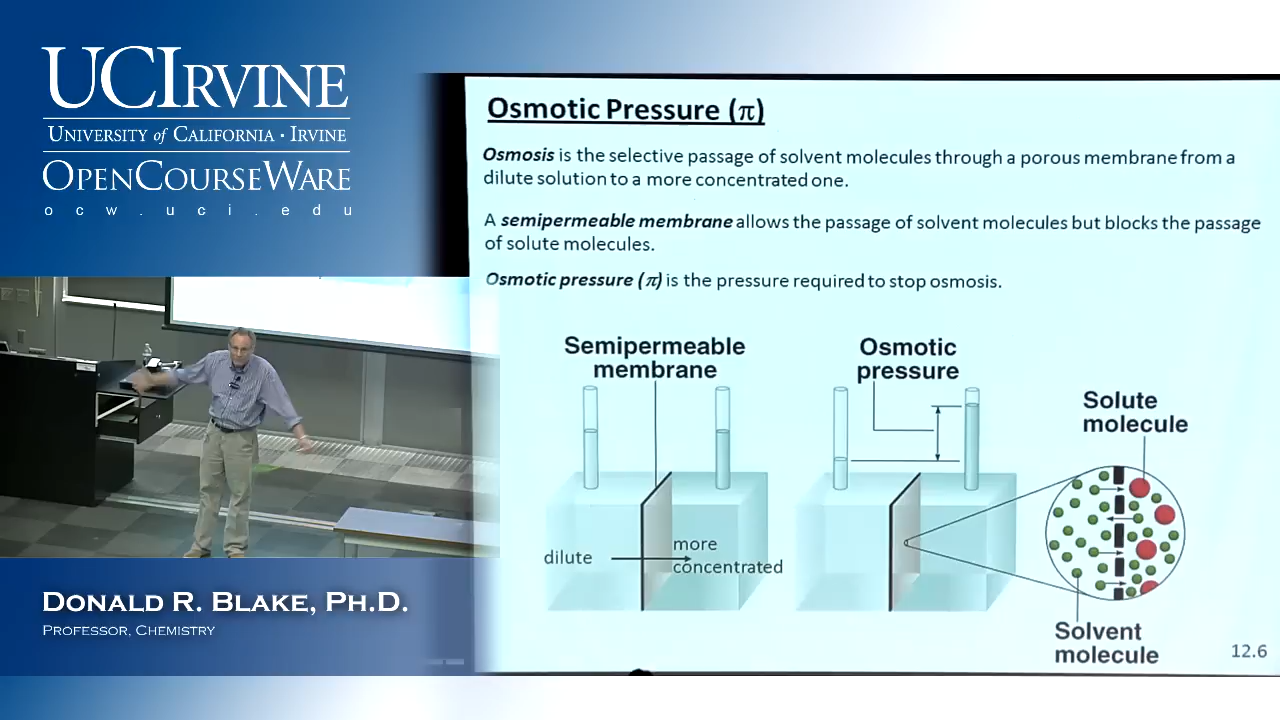 UCIRVINE
UNIVERSITY of CALIFORNIA · IRVINE
OPENCOURSEWARE
ocw.uci.edu
Osmotic Pressure (π)
Osmosis is the selective passage of solvent molecules through a porous membrane from a
dilute solution to a more concentrated one.
A semipermeable membrane allows the passage of solvent molecules but blocks the passage
of solute molecules.
Osmotic pressure (π) is the pressure required to stop osmosis.
Semipermeable
membrane
Osmotic
pressure
Solute
molecule
dilute
more
concentrated
Solvent
molecule
12.6
DONALD R. BLAKE, PH.D.
PROFESSOR, CHEMISTRY